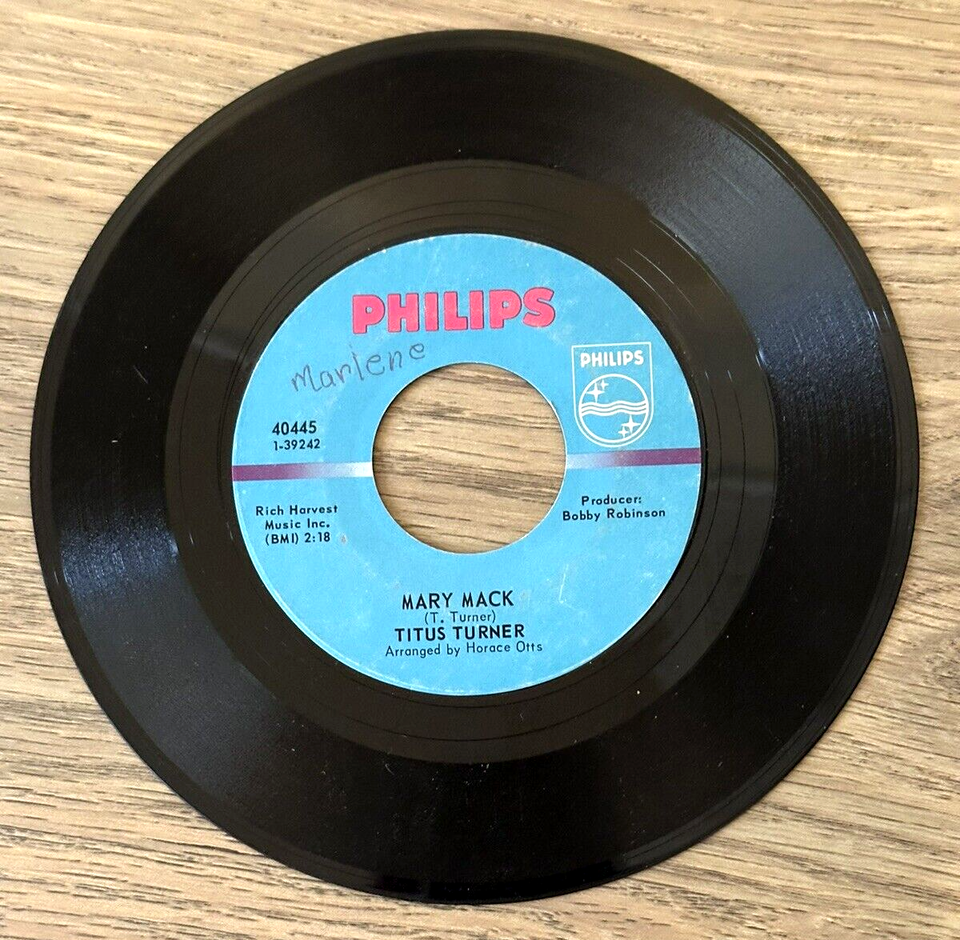 PHILIPS
Marlene
PHILIPS
40445
1-39242
Rich Harvest
Music Inc.
(BMI) 2:18
Producer:
Bobby Robinson
MARY MACK
(T. Turner)
TITUS TURNER
Arranged by Horace Otts